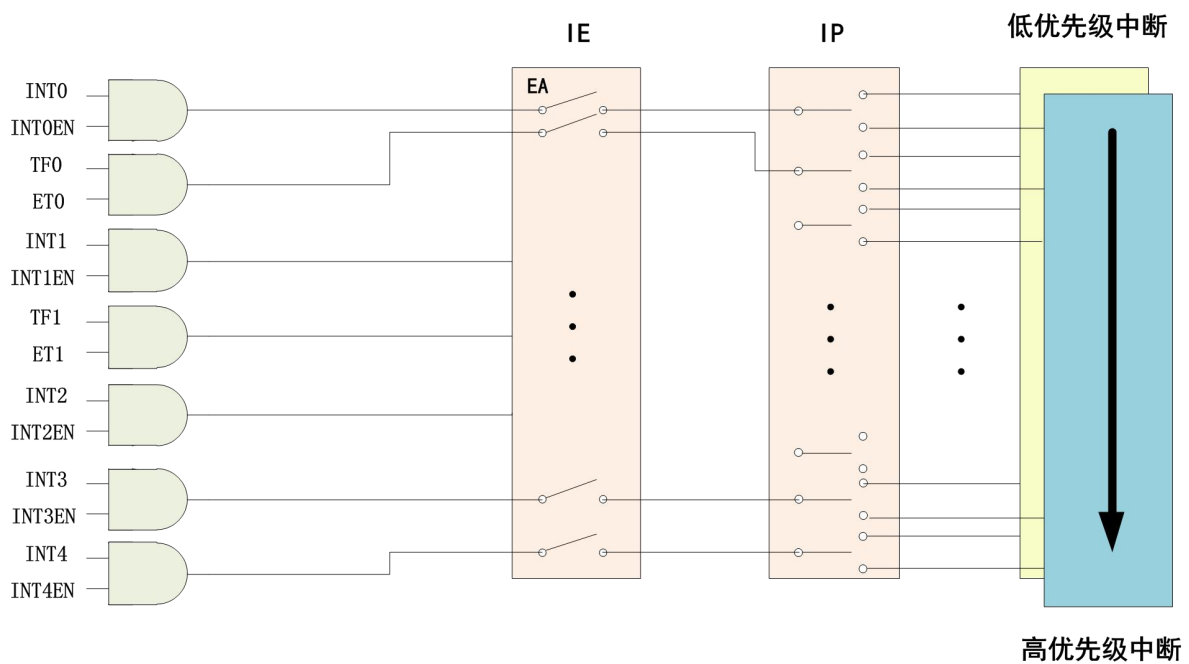 IE
IP
低优先级中断
EA
INT0
INT0EN
TF0
ET0
INT1
INT1EN
TF1
ET1
INT2
INT2EN
INT3
INT3EN
INT4
INT4EN
高优先级中断